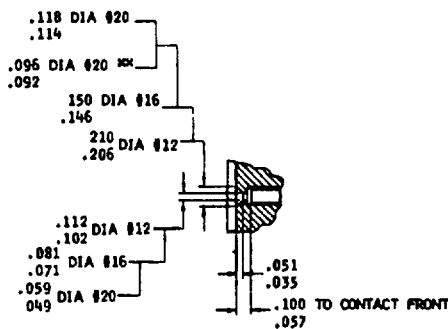 .118 DIA #20
.114
.096 DIA #20 **
.092
150 DIA #16
.146
210
.206 DIA #12
.112
.102 DIA #12
.081
.071 DIA #16
.059
049 DIA #20
.051
.035
.100 TO CONTACT FRONT
.057